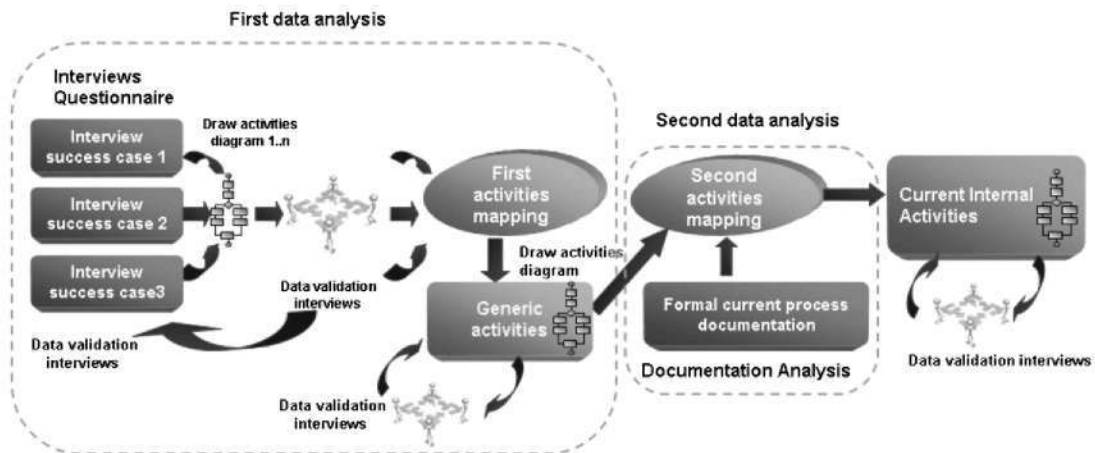 First data analysis
Interviews
Questionnaire
Interview
success case 1
Draw activities
diagram 1..n
Interview
success case 2
Interview
success case3
Data validation
interviews
Data validation
interviews
First
activities
mapping
Draw activities
diagram
Generic
activities
Data validation
interviews
Second data analysis
Second
activities
mapping
Formal current process
documentation
Documentation Analysis
Current Internal
Activities
Data validation interviews